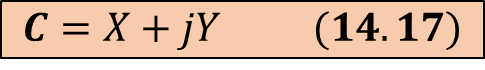 C = X + jY (14.17)